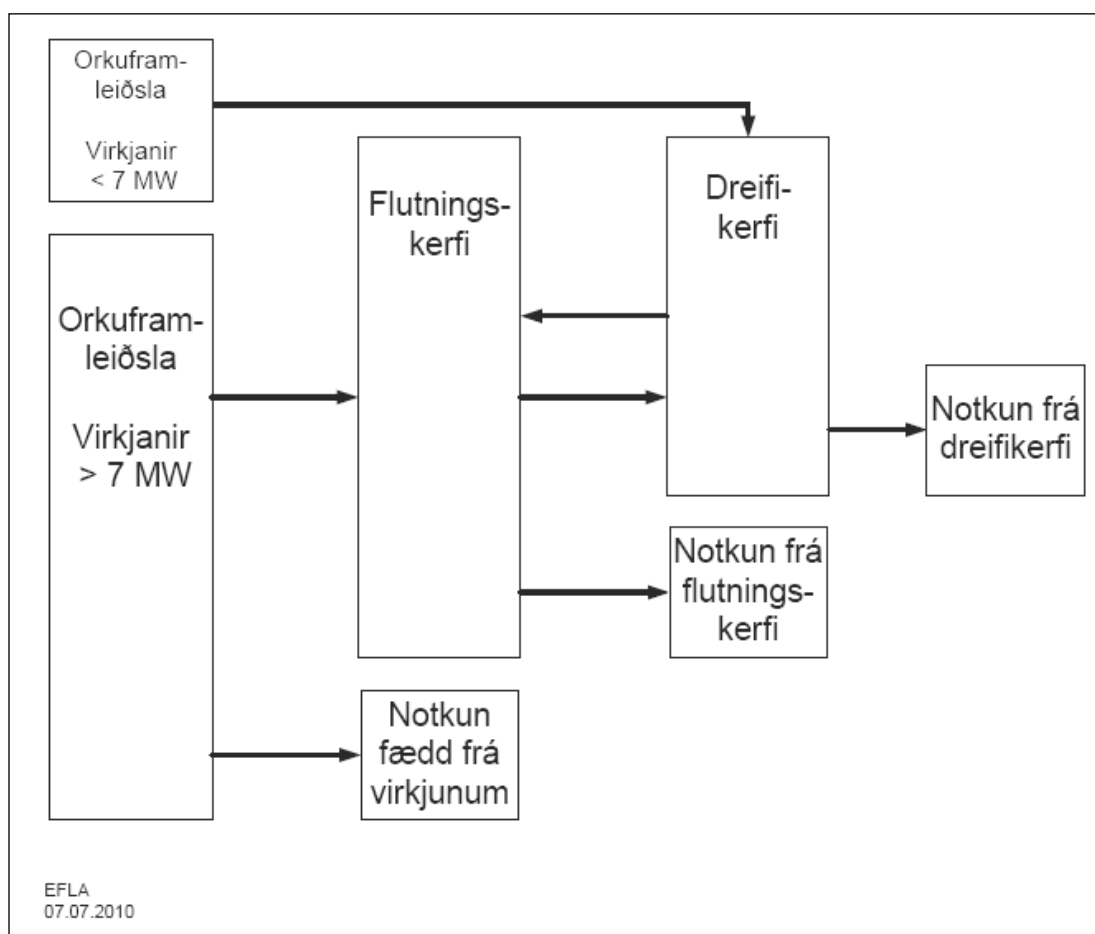 Orkufram-
leiðsla
Virkjanir
< 7 MW
Flutnings-
kerfi
Dreifi-
kerfi
Orkufram-
leiðsla
Virkjanir
> 7 MW
Notkun frá
dreifikerfi
Notkun frá
flutnings-
kerfi
Notkun
fædd frá
virkjunum
EFLA
07.07.2010